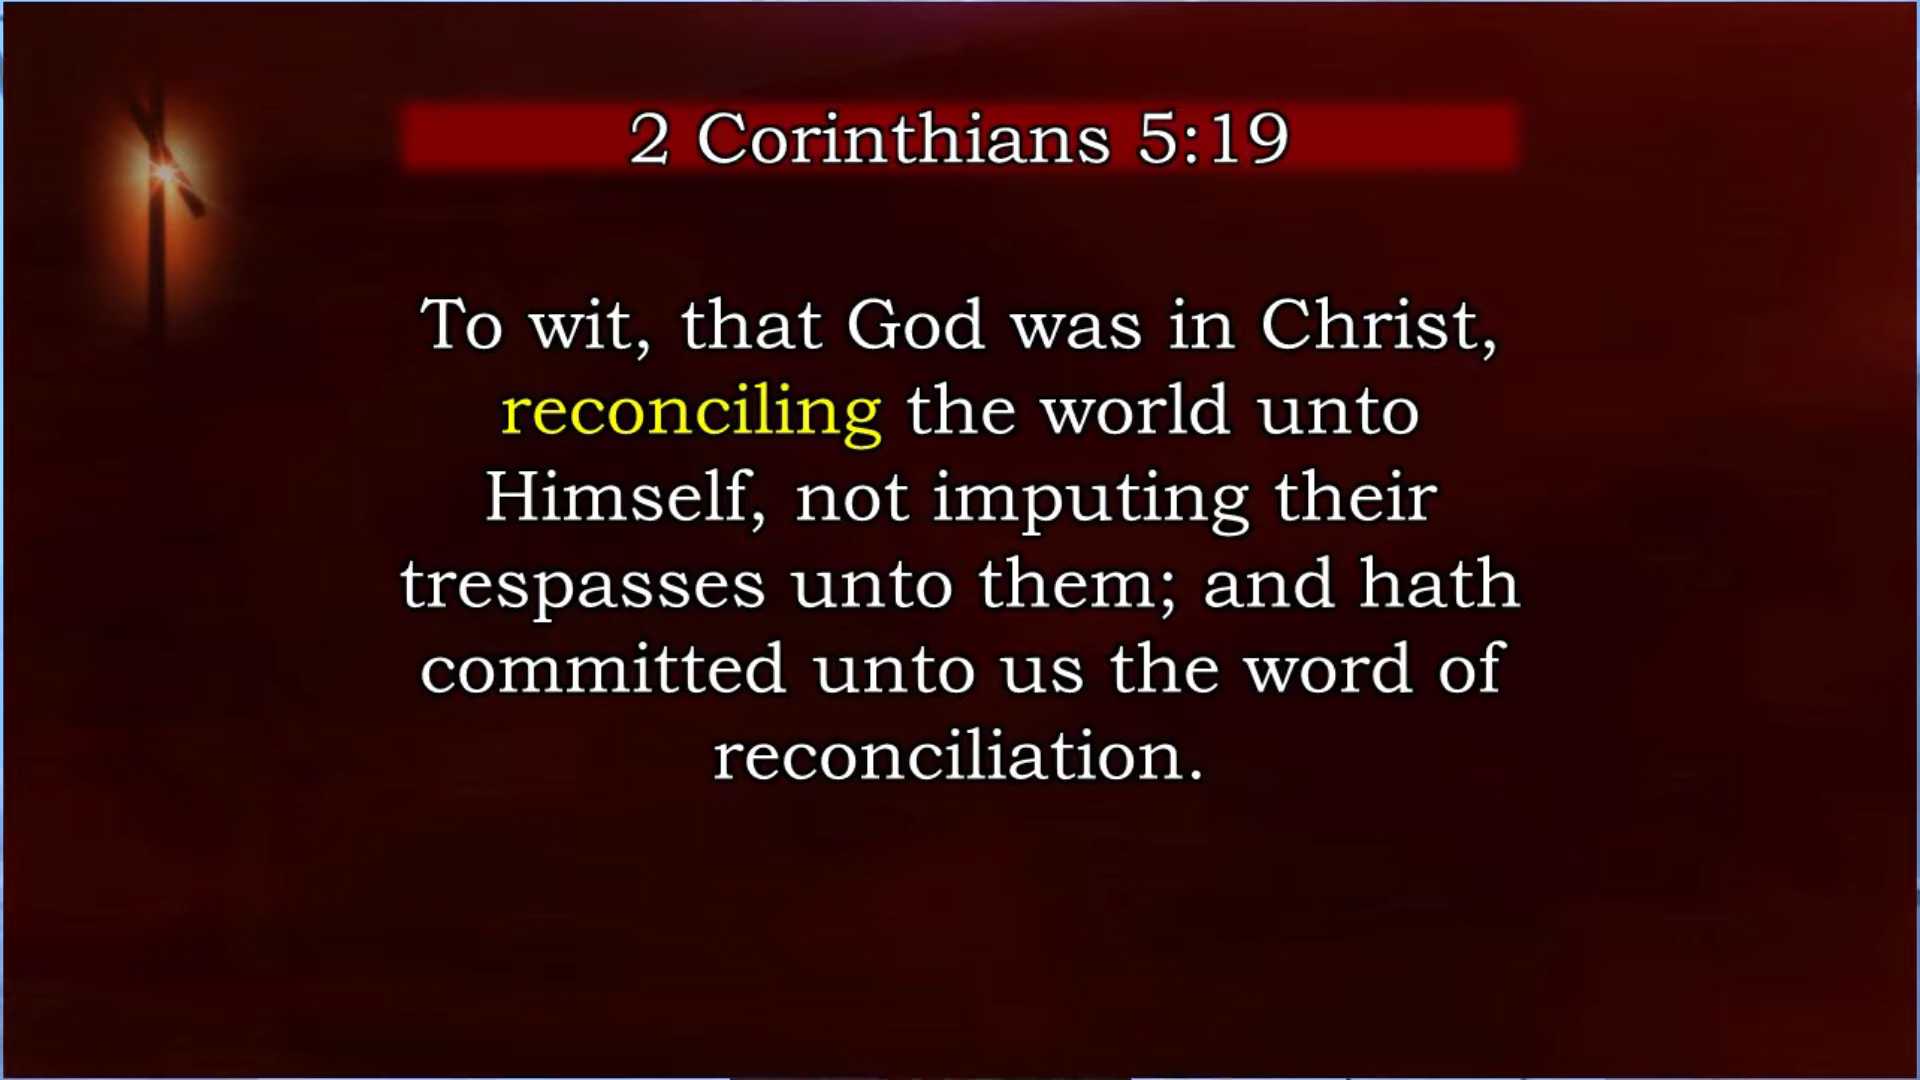 2 Corinthians 5:19
To wit, that God was in Christ,
reconciling the world unto
Himself, not imputing their
trespasses unto them; and hath
committed unto us the word of
reconciliation.